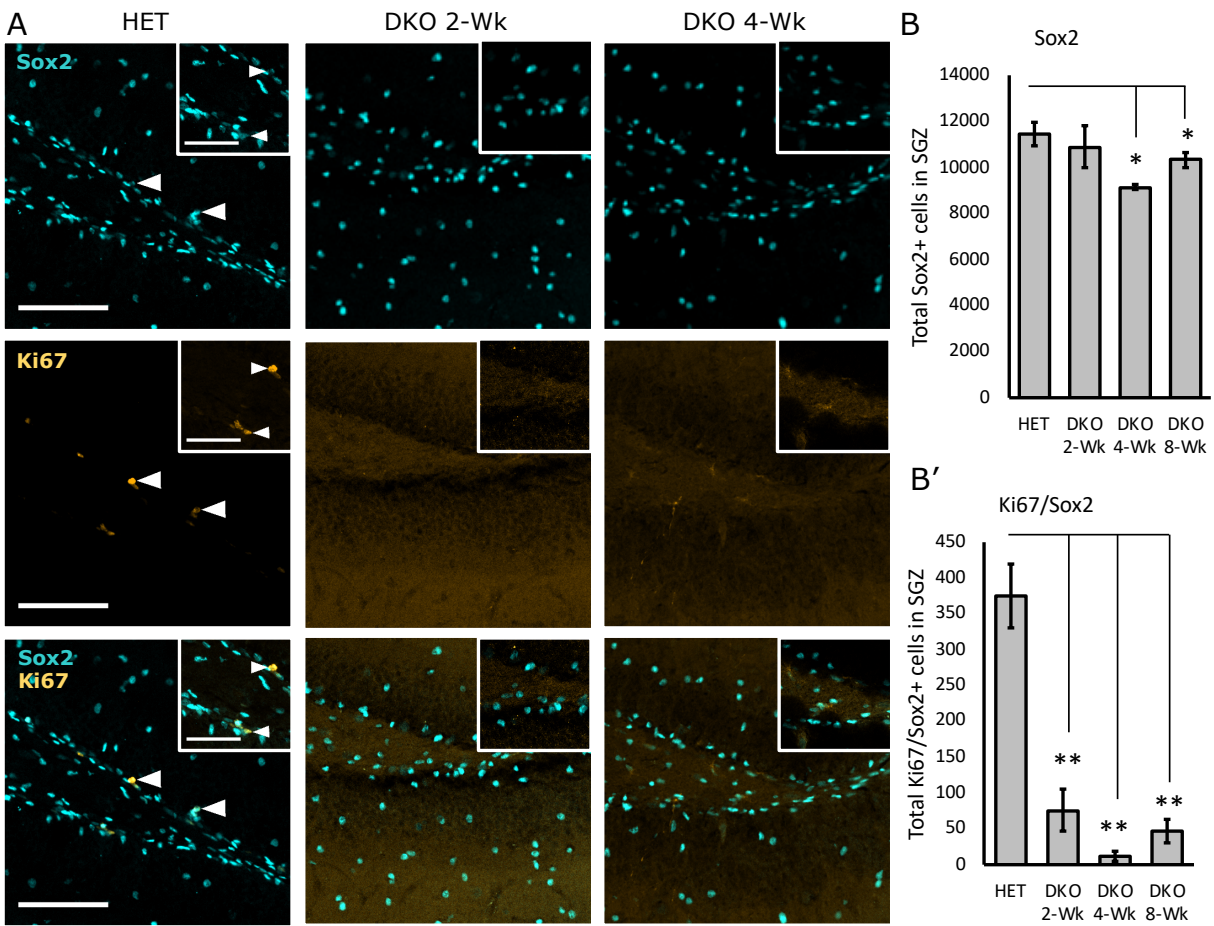 A
HET
DKO 2-Wk
DKO 4-Wk
Sox2
Ki67
Sox2
Ki67
B
Sox2
Total Sox2+ cells in SGZ
14000
12000
10000
8000
6000
4000
2000
0
*
*
HET
DKO
2-Wk
DKO
4-Wk
DKO
8-Wk
B′
Ki67/Sox2
Total Ki67/Sox2+ cells in SGZ
450
400
350
300
250
200
150
100
50
0
**
**
**
HET
DKO
2-Wk
DKO
4-Wk
DKO
8-Wk